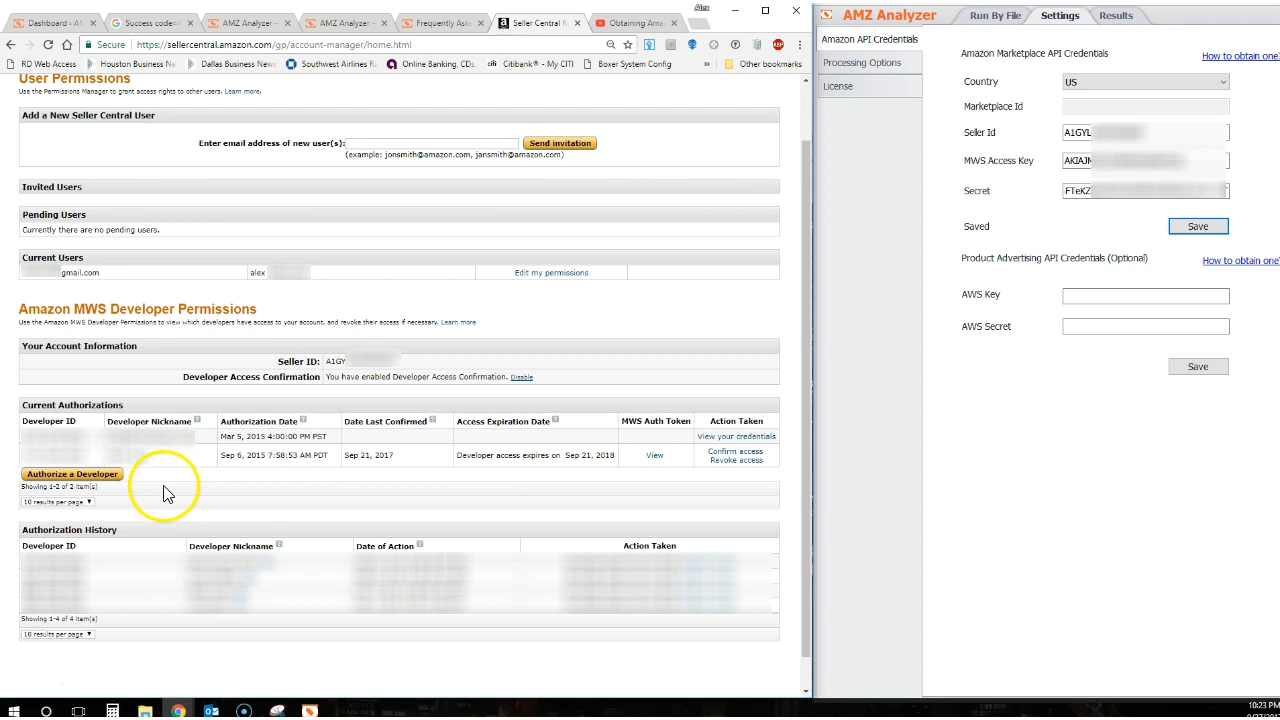 Alex
Dashboard ‹ A
Success code=
AMZ Analyzer –
AMZ Analyzer –
Frequently Aske
Seller Central R
Obtaining Amaz
Secure
https://sellercentral.amazon.com/gp/account-manager/home.html
RD Web Access
Houston Business Ne
Dallas Business News
Southwest Airlines Ra
Online Banking, CDs,
Citibank® - My CITI
Boxer System Config
»
Other bookmarks
User Permissions
Use the Permissions Manager to grant access rights to other users. Learn more.
Add a New Seller Central User
Enter email address of new user(s):
Send invitation
(example: jonsmith@amazon.com, jansmith@amazon.com)
Invited Users
Pending Users
Currently there are no pending users.
Current Users
gmail.com
alex
Edit my permissions
Amazon MWS Developer Permissions
Use the Amazon MWS Developer Permissions to view which developers have access to your account, and revoke their access if necessary. Learn more
Your Account Information
Seller ID: A1GY
Developer Access Confirmation You have enabled Developer Access Confirmation. Disable
Current Authorizations
Developer ID Developer Nickname ? Authorization Date ? Date Last Confirmed ? Access Expiration Date ? MWS Auth Token Action Taken
Mar 5, 2015 4:00:00 PM PST View your credentials
Sep 6, 2015 7:58:53 AM PDT Sep 21, 2017 Developer access expires on Sep 21, 2018 View Confirm access
Revoke access
Authorize a Developer
Showing 1-2 of 2 item(s)
10 results per page ▼
Authorization History
Developer ID Developer Nickname ? Date of Action ? Action Taken
Showing 1-4 of 4 item(s)
10 results per page ▼
AMZ Analyzer
Run By File
Settings
Results
Amazon API Credentials
Processing Options
License
Amazon Marketplace API Credentials
How to obtain one?
Country
US
Marketplace Id
Seller Id
A1GYL
MWS Access Key
AKIAJM
Secret
FTeKZ
Saved
Save
Product Advertising API Credentials (Optional)
How to obtain one?
AWS Key
AWS Secret
Save
10:23 PM